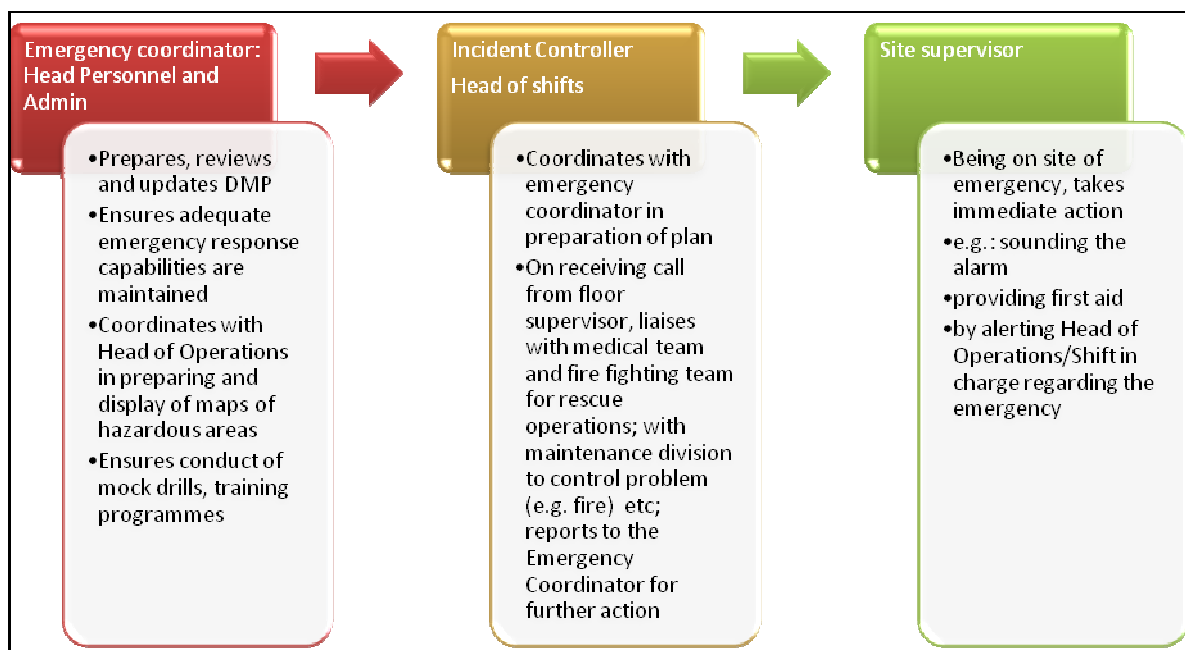 Emergency coordinator:
Head Personnel and
Admin
•Prepares, reviews
and updates DMP
•Ensures adequate
emergency response
capabilities are
maintained
•Coordinates with
Head of Operations
in preparing and
display of maps of
hazardous areas
•Ensures conduct of
mock drills, training
programmes
Incident Controller
Head of shifts
•Coordinates with
emergency
coordinator in
preparation of plan
•On receiving call
from floor
supervisor, liaises
with medical team
and fire fighting team
for rescue
operations; with
maintenance division
to control problem
(e.g. fire) etc;
reports to the
Emergency
Coordinator for
further action
Site supervisor
•Being on site of
emergency, takes
immediate action
•e.g.: sounding the
alarm
•providing first aid
•by alerting Head of
Operations/Shift in
charge regarding the
emergency